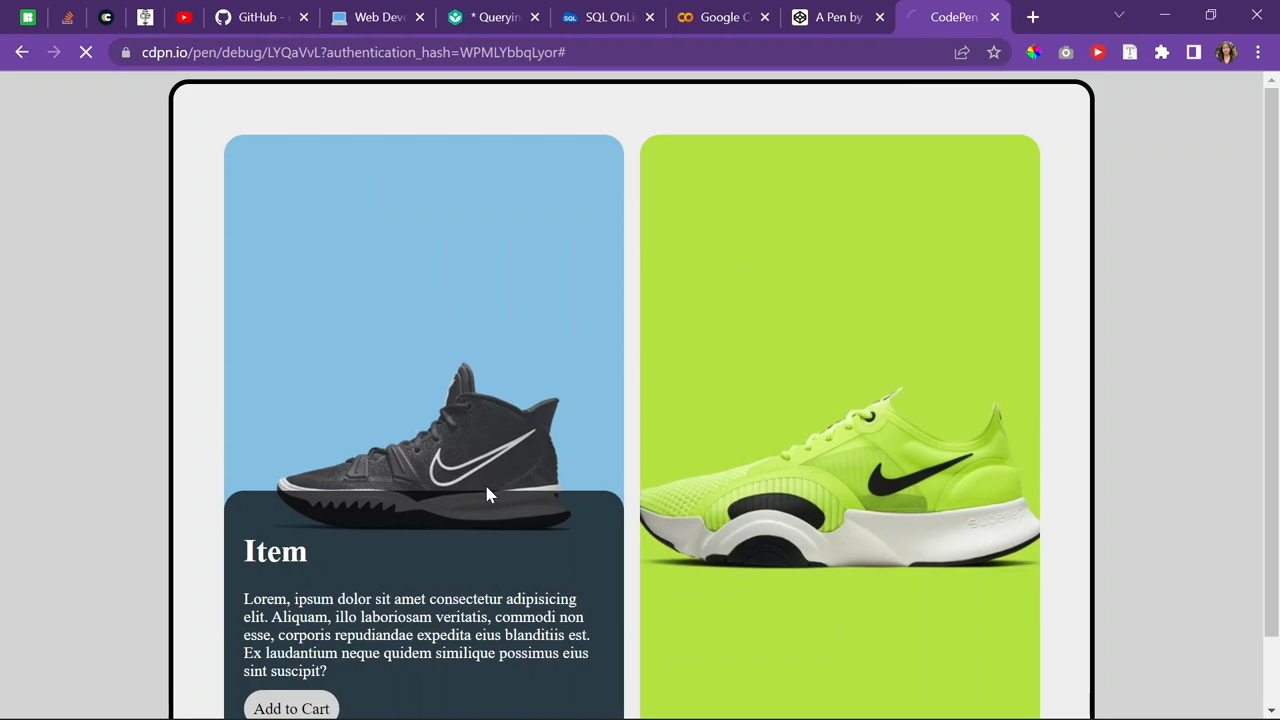 GitHub - c
Web Dev
* Queryin
SQL OnLi
Google C
A Pen by
CodePen
cdpn.io/pen/debug/LYQaVvL?authentication_hash=WPMLYbbqLyor#
Item
Lorem, ipsum dolor sit amet consectetur adipisicing
elit. Aliquam, illo laboriosam veritatis, commodi non
esse, corporis repudiandae expedita eius blanditiis est.
Ex laudantium neque quidem similique possimus eius
sint suscipit?
Add to Cart